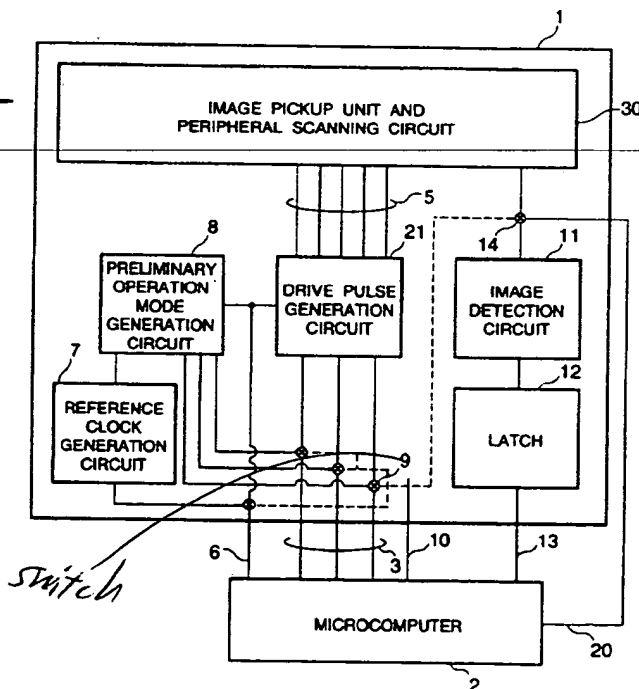 1
IMAGE PICKUP UNIT AND
PERIPHERAL SCANNING CIRCUIT
30
5
8
21
14
11
PRELIMINARY
OPERATION
MODE
GENERATION
CIRCUIT
DRIVE PULSE
GENERATION
CIRCUIT
IMAGE
DETECTION
CIRCUIT
7
12
REFERENCE
CLOCK
GENERATION
CIRCUIT
LATCH
9
6
3
10
13
switch
MICROCOMPUTER
20
2